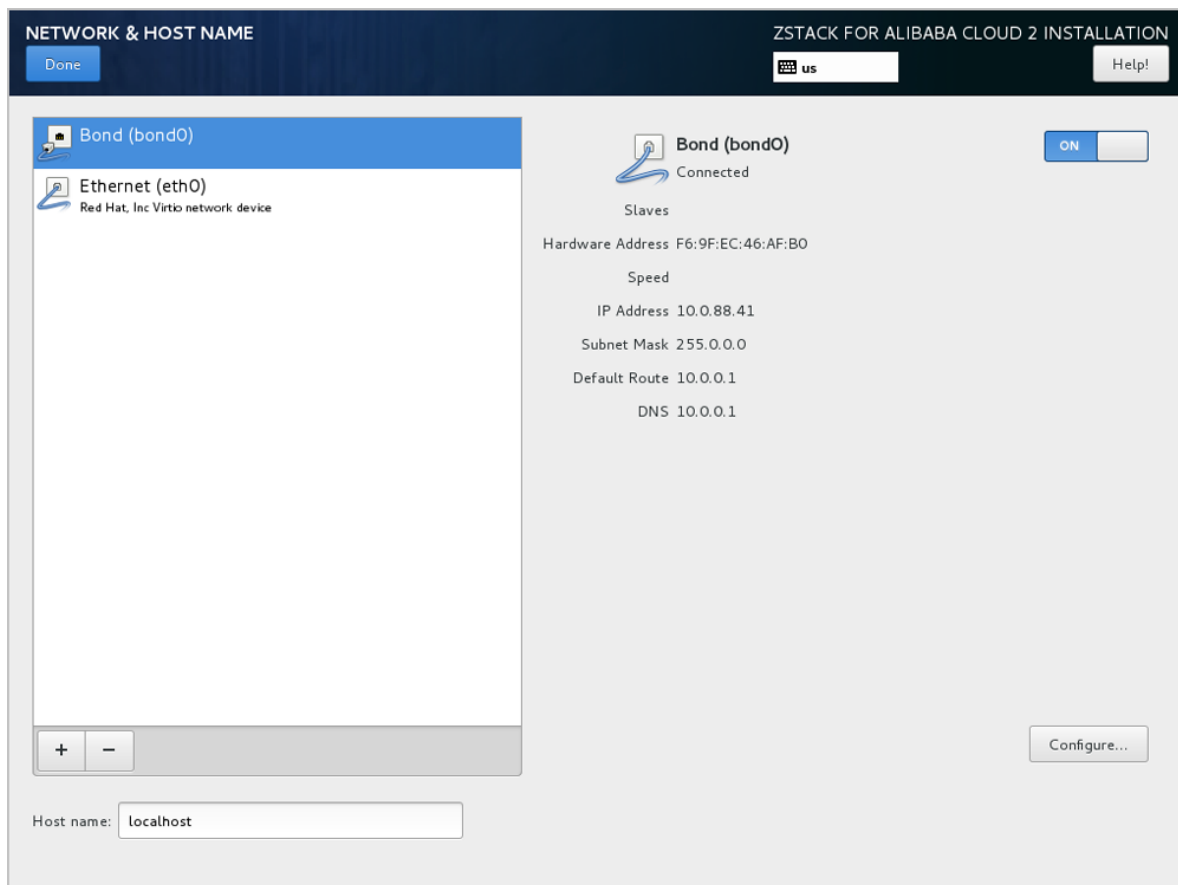 NETWORK & HOST NAME
ZSTACK FOR ALIBABA CLOUD 2 INSTALLATION
Done
us
Help!
Bond (bond0)
Ethernet (eth0)
Red Hat, Inc Virtio network device
Bond (bond0)
Connected
ON
Slaves
Hardware Address F6:9F:EC:46:AF:B0
Speed
IP Address 10.0.88.41
Subnet Mask 255.0.0.0
Default Route 10.0.0.1
DNS 10.0.0.1
+ −
Configure...
Host name: localhost